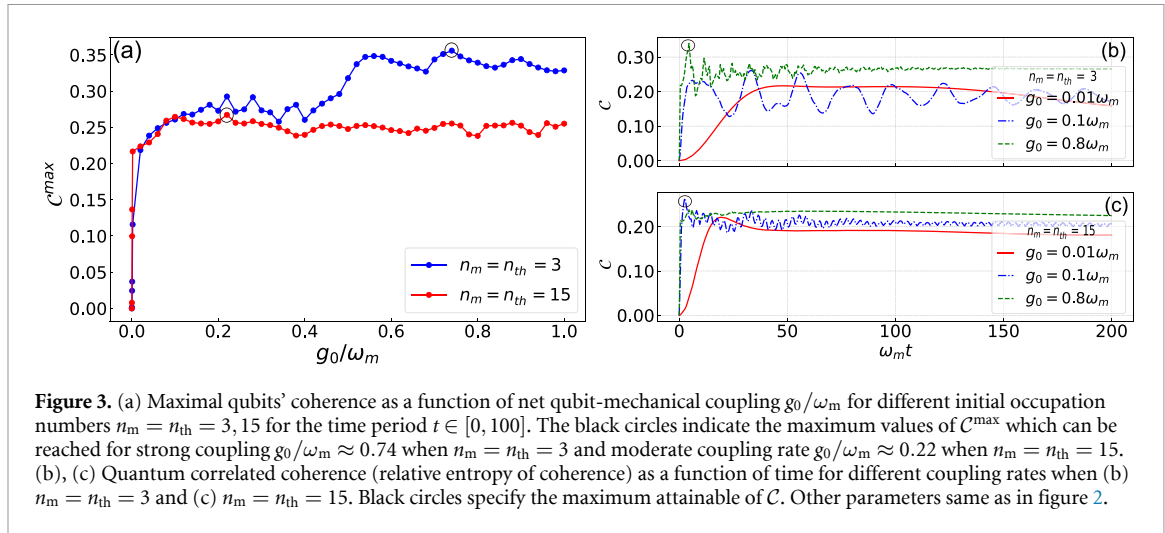 (a)
0.35
0.30
0.25
0.20
0.15
0.10
0.05
0.00
𝒞^max
n_m = n_th = 3
n_m = n_th = 15
0.0 0.2 0.4 0.6 0.8 1.0
g_0/ω_m
(b)
0.30
0.20
0.10
0.00
𝒞
n_m = n_th = 3
g_0 = 0.01ω_m
g_0 = 0.1ω_m
g_0 = 0.8ω_m
(c)
0.20
0.00
𝒞
n_m = n_th = 15
g_0 = 0.01ω_m
g_0 = 0.1ω_m
g_0 = 0.8ω_m
0 50 100 150 200
ω_m t
Figure 3. (a) Maximal qubits' coherence as a function of net qubit-mechanical coupling g_0/ω_m for different initial occupation
numbers n_m = n_th = 3, 15 for the time period t ∈ [0, 100]. The black circles indicate the maximum values of 𝒞^max which can be
reached for strong coupling g_0/ω_m ≈ 0.74 when n_m = n_th = 3 and moderate coupling rate g_0/ω_m ≈ 0.22 when n_m = n_th = 15.
(b), (c) Quantum correlated coherence (relative entropy of coherence) as a function of time for different coupling rates when (b)
n_m = n_th = 3 and (c) n_m = n_th = 15. Black circles specify the maximum attainable of 𝒞. Other parameters same as in figure 2.